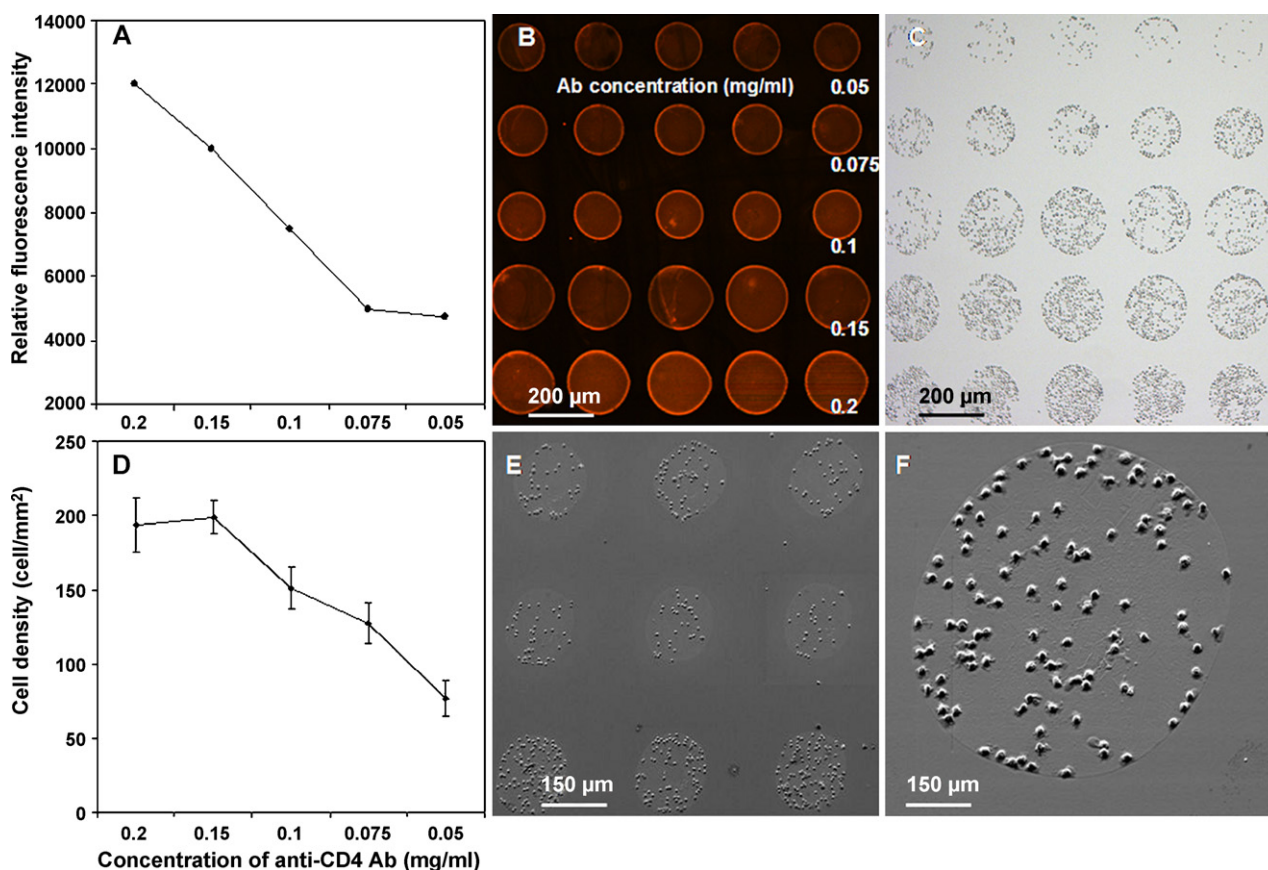 A
Relative fluorescence intensity
14000
12000
10000
8000
6000
4000
2000
0.2 0.15 0.1 0.075 0.05
B
Ab concentration (mg/ml)
0.05
0.075
0.1
0.15
0.2
200 µm
C
200 µm
D
Cell density (cell/mm²)
250
200
150
100
50
0
0.2 0.15 0.1 0.075 0.05
Concentration of anti-CD4 Ab (mg/ml)
E
150 µm
F
150 µm